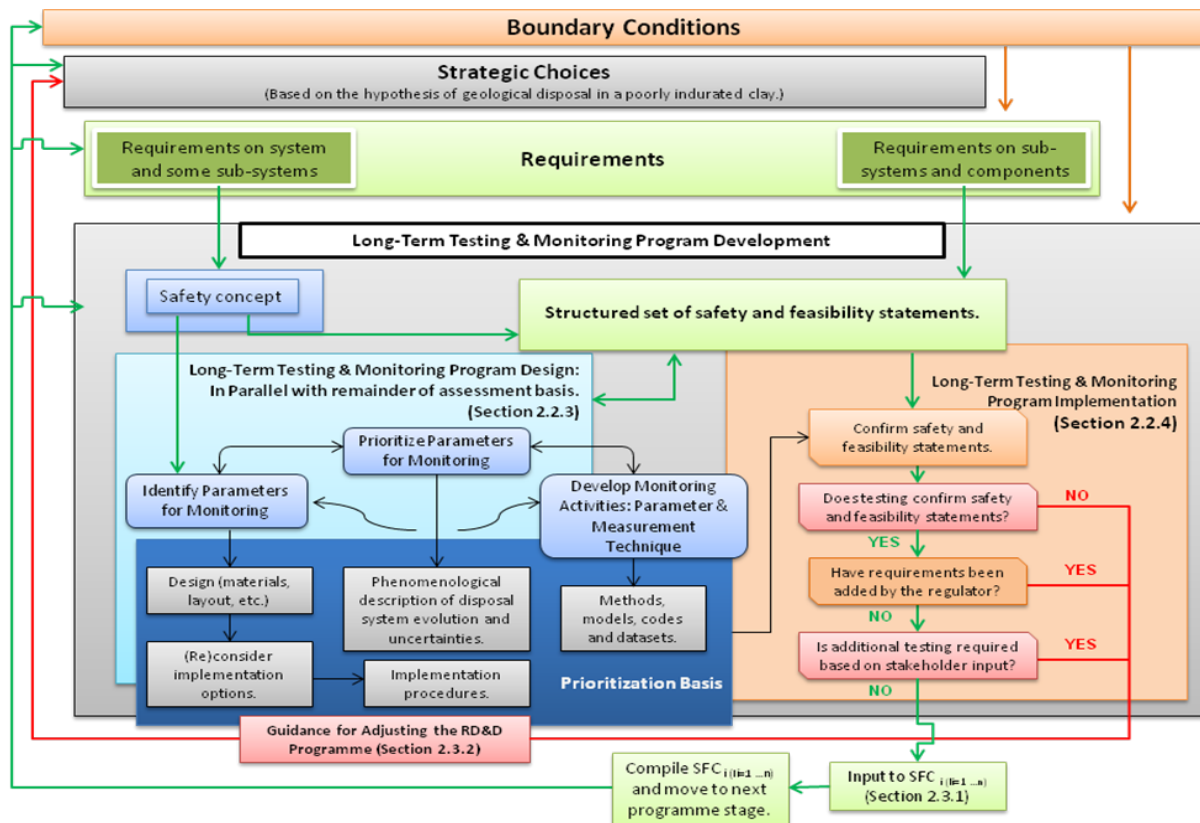 Boundary Conditions
Strategic Choices
(Based on the hypothesis of geological disposal in a poorly indurated clay.)
Requirements on system
and some sub-systems
Requirements
Requirements on sub-
systems and components
Long-Term Testing & Monitoring Program Development
Safety concept
Structured set of safety and feasibility statements.
Long-Term Testing & Monitoring Program Design:
In Parallel with remainder of assessment basis.
(Section 2.2.3)
Prioritize Parameters
for Monitoring
Identify Parameters
for Monitoring
Develop Monitoring
Activities: Parameter &
Measurement
Technique
Design (materials,
layout, etc.)
Phenomenological
description of disposal
system evolution and
uncertainties.
Methods,
models, codes
and datasets.
(Re)consider
implementation
options.
Implementation
procedures.
Prioritization Basis
Long-Term Testing & Monitoring
Program Implementation
(Section 2.2.4)
Confirm safety and
feasibility statements.
Does testing confirm safety
and feasibility statements?
NO
YES
Have requirements been
added by the regulator?
YES
NO
Is additional testing required
based on stakeholder input?
YES
NO
Guidance for Adjusting the RD&D
Programme (Section 2.3.2)
Compile SFC i (Ii=1 ...n)
and move to next
programme stage.
Input to SFC i (Ii=1 ...n)
(Section 2.3.1)